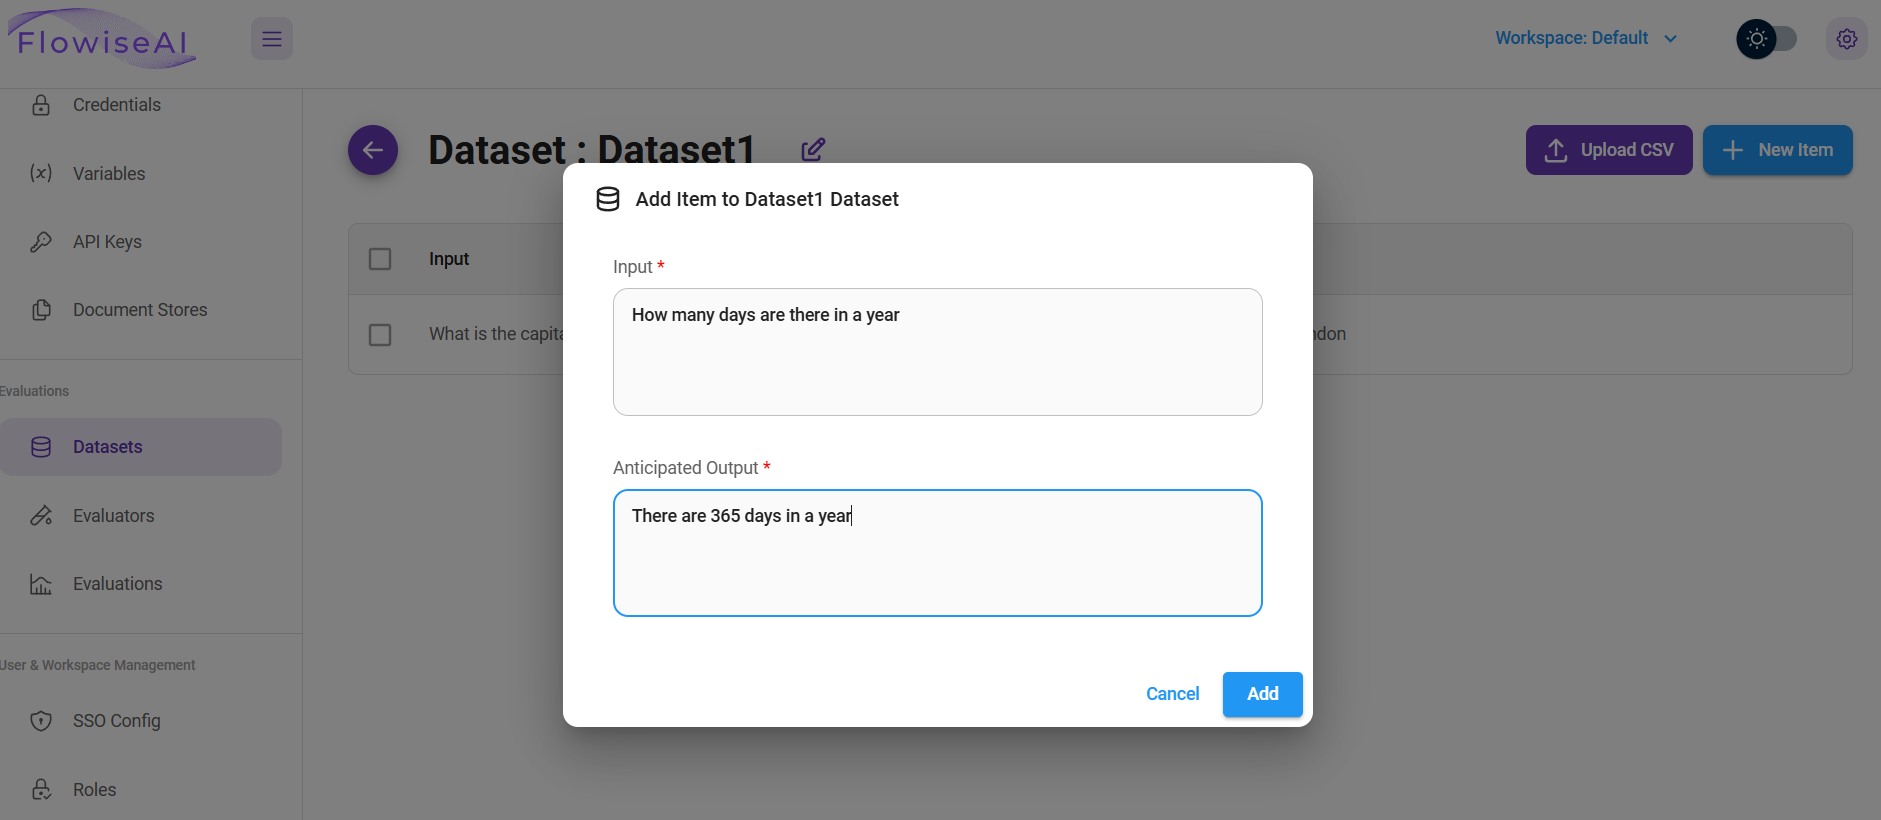 FlowiseAI
Workspace: Default
Credentials
Variables
API Keys
Document Stores
Evaluations
Datasets
Evaluators
Evaluations
User & Workspace Management
SSO Config
Roles
Dataset : Dataset1
Upload CSV
New Item
Input
What is the
Add Item to Dataset1 Dataset
Input *
How many days are there in a year
Anticipated Output *
There are 365 days in a year
Cancel
Add